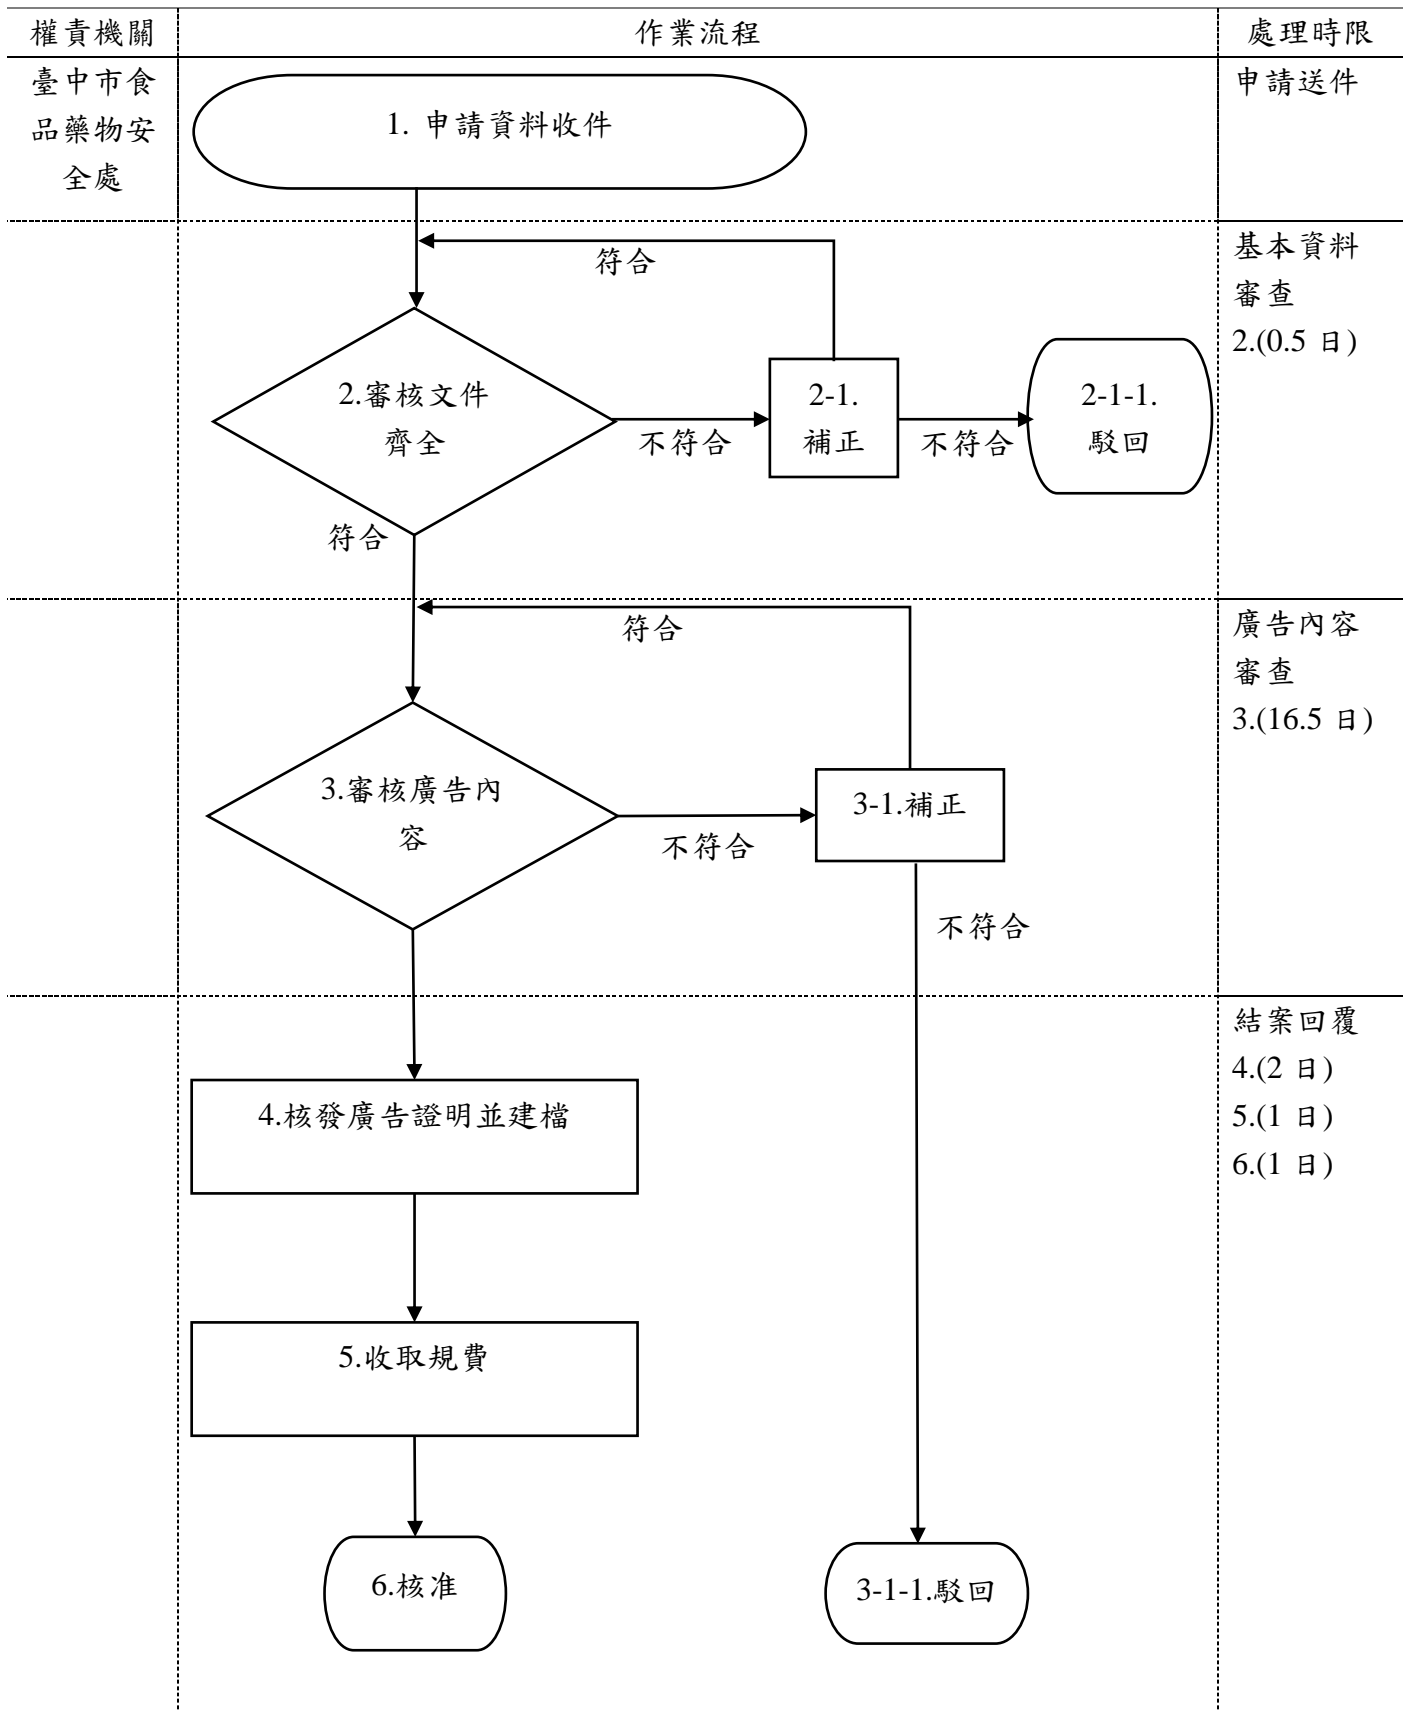 權責機關
作業流程
處理時限
臺中市食
品藥物安
全處
1. 申請資料收件
申請送件
符合
基本資料
審查
2.(0.5 日)
2.審核文件
齊全
不符合
2-1.
補正
不符合
2-1-1.
駁回
符合
符合
廣告內容
審查
3.(16.5 日)
3.審核廣告內
容
不符合
3-1.補正
不符合
結案回覆
4.(2 日)
5.(1 日)
6.(1 日)
4.核發廣告證明並建檔
5.收取規費
6.核准
3-1-1.駁回